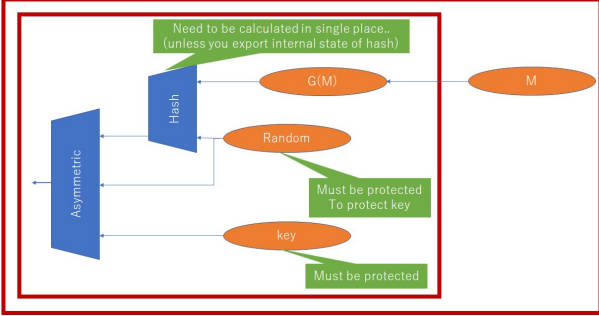 Need to be calculated in single place..
(unless you export internal state of hash)
G(M)
M
Hash
Random
Asymmetric
Must be protected
To protect key
key
Must be protected